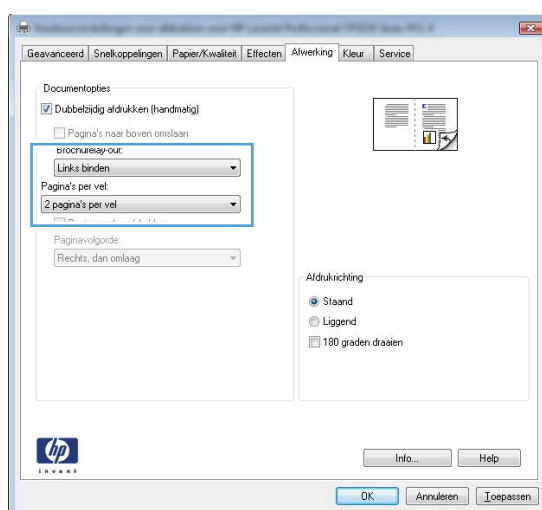 Geavanceerd Snelkoppelingen Papier/Kwaliteit Effecten Afwerking Kleur Service
Documentopties
Dubbelzijdig afdrukken (handmatig)
Pagina's naar boven omslaan
Brochurelay-out:
Links binden
Pagina's per vel:
2 pagina's per vel
Paginavolgorde:
Rechts, dan omlaag
Afdrukrichting
Staand
Liggend
180 graden draaien
hp
invent
Info... Help
OK Annuleren Toepassen